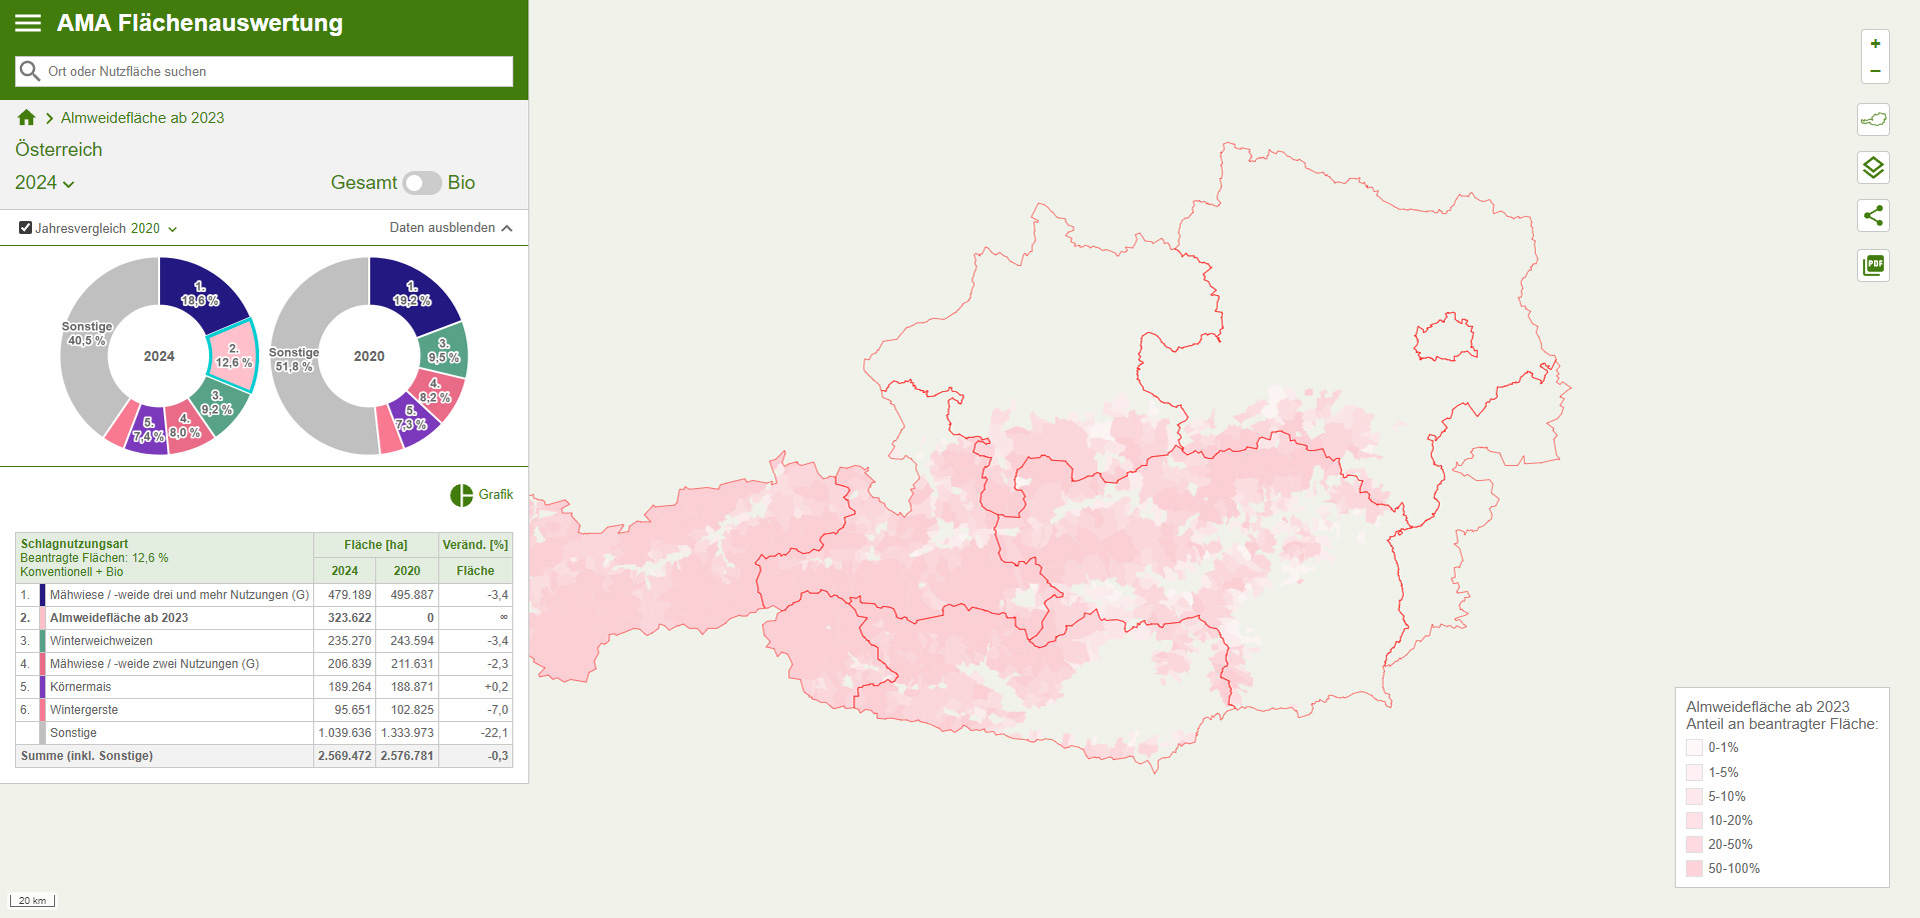 AMA Flächenauswertung
Ort oder Nutzfläche suchen
Almweidefläche ab 2023
Österreich
2024
Gesamt Bio
Jahresvergleich 2020 Daten ausblenden
1.
18,6 %
2.
12,6 %
3.
9,2 %
4.
8,0 %
5.
7,4 %
Sonstige
40,5 %
2024
1.
19,2 %
3.
9,5 %
4.
8,2 %
5.
7,3 %
Sonstige
51,8 %
2020
Grafik
Schlagnutzungsart Fläche [ha] Veränd. [%]
Beantragte Flächen: 12,6 %
Konventionell + Bio 2024 2020 Fläche
1. Mähwiese / -weide drei und mehr Nutzungen (G) 479.189 495.887 -3,4
2. Almweidefläche ab 2023 323.622 0 ∞
3. Winterweichweizen 235.270 243.594 -3,4
4. Mähwiese / -weide zwei Nutzungen (G) 206.839 211.631 -2,3
5. Körnermais 189.264 188.871 +0,2
6. Wintergerste 95.651 102.825 -7,0
Sonstige 1.039.636 1.333.973 -22,1
Summe (inkl. Sonstige) 2.569.472 2.576.781 -0,3
20 km
+
−
PDF
Almweidefläche ab 2023
Anteil an beantragter Fläche:
0-1%
1-5%
5-10%
10-20%
20-50%
50-100%